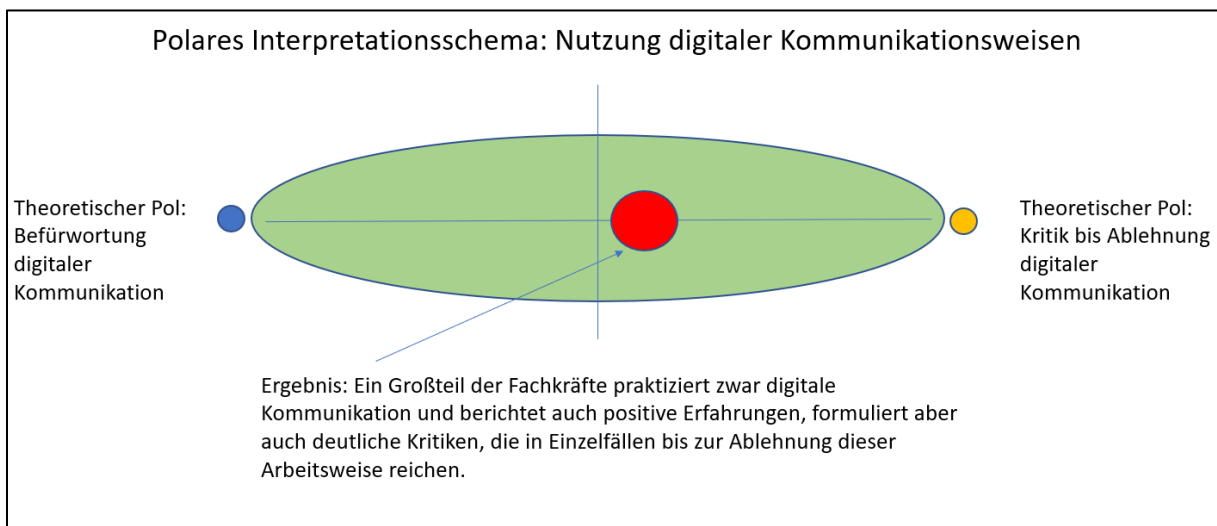 Polares Interpretationsschema: Nutzung digitaler Kommunikationsweisen
Theoretischer Pol:
Befürwortung
digitaler
Kommunikation
Theoretischer Pol:
Kritik bis Ablehnung
digitaler
Kommunikation
Ergebnis: Ein Großteil der Fachkräfte praktiziert zwar digitale
Kommunikation und berichtet auch positive Erfahrungen, formuliert aber
auch deutliche Kritiken, die in Einzelfällen bis zur Ablehnung dieser
Arbeitsweise reichen.